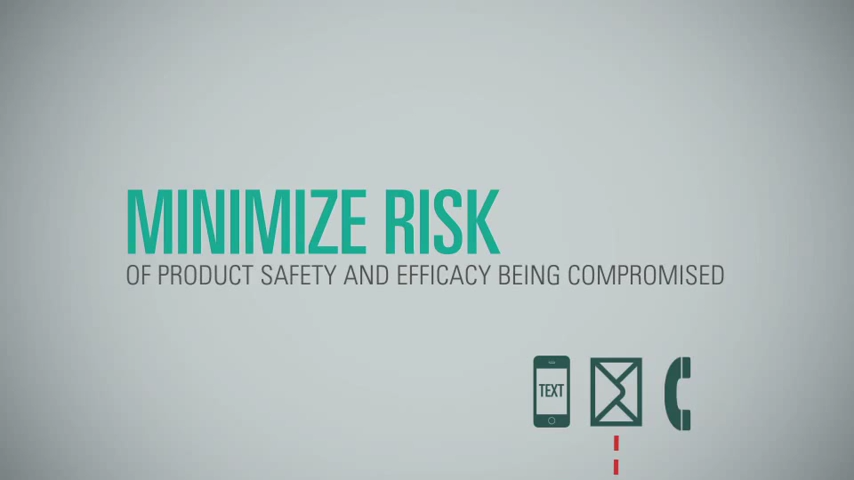 MINIMIZE RISK
OF PRODUCT SAFETY AND EFFICACY BEING COMPROMISED
TEXT